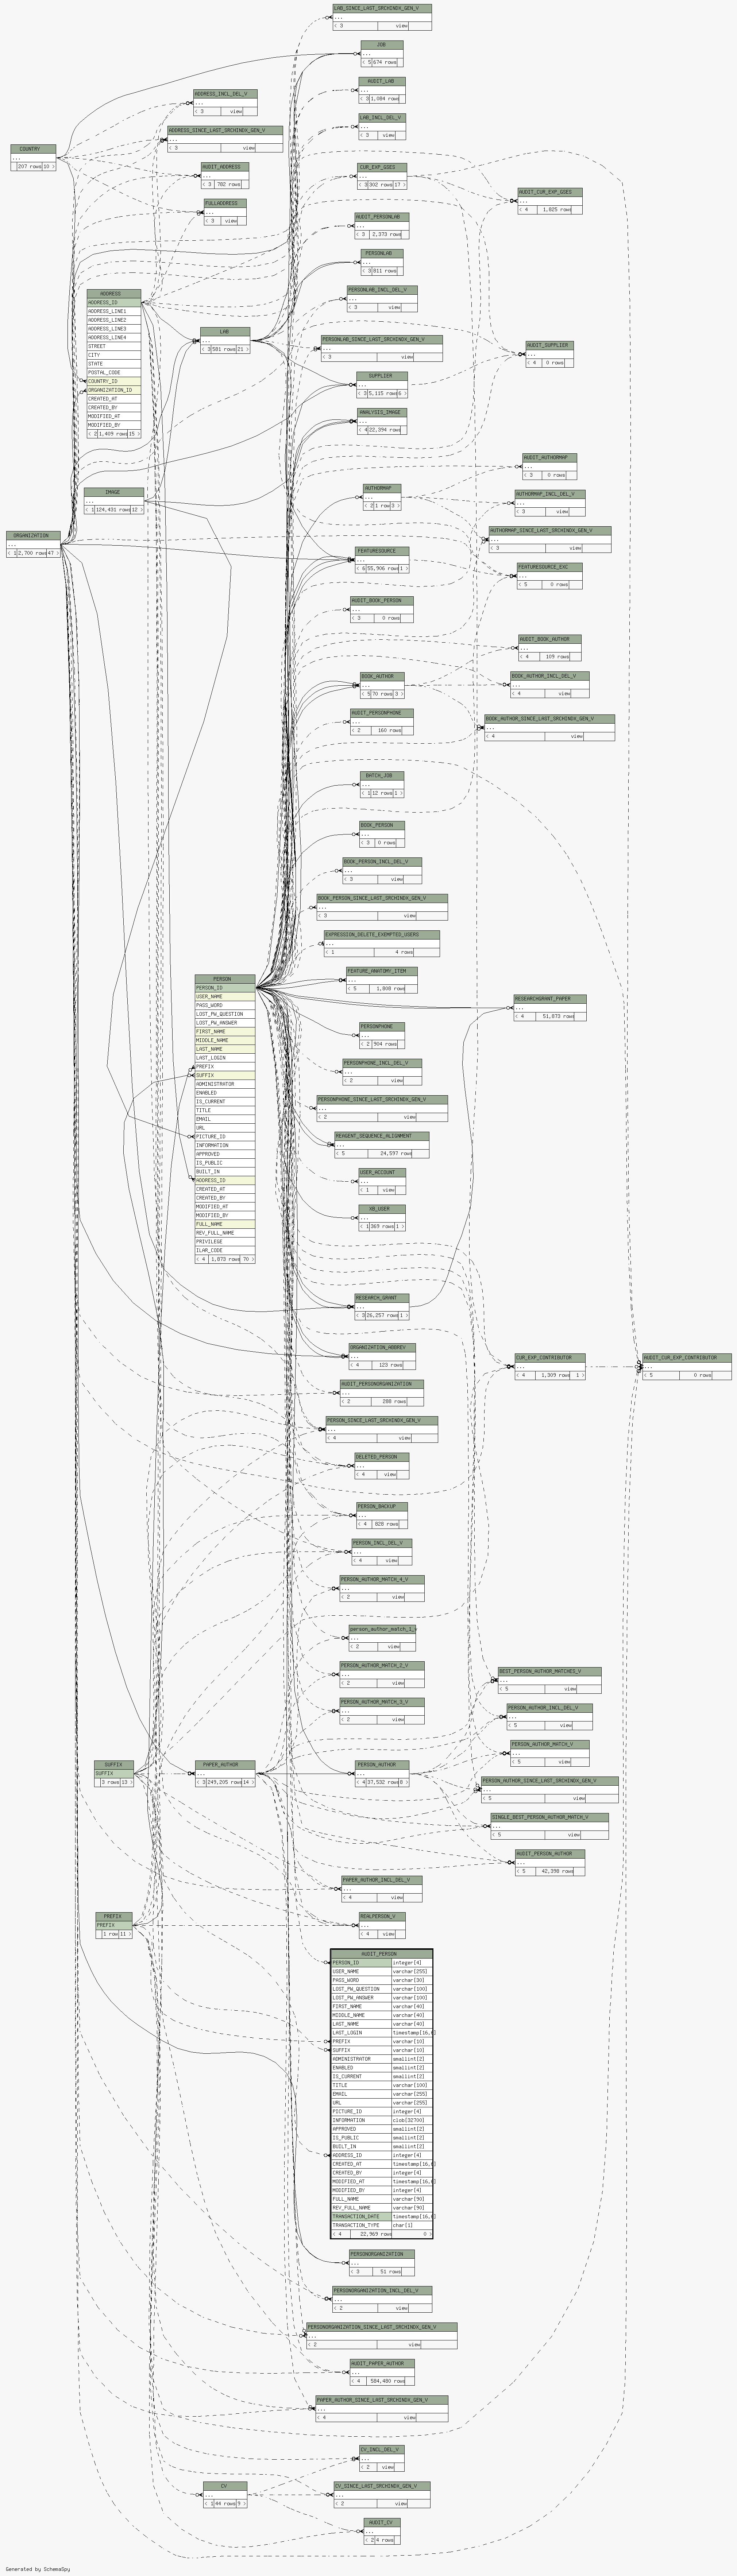 LAB_SINCE_LAST_SRCHINDX_GEN_V
...
< 3 view
JOB
...
< 5 674 rows
AUDIT_LAB
...
< 3 1,084 rows
ADDRESS_INCL_DEL_V
...
< 3 view
LAB_INCL_DEL_V
...
< 3 view
ADDRESS_SINCE_LAST_SRCHINDX_GEN_V
...
< 3 view
COUNTRY
...
207 rows 10 >
AUDIT_ADDRESS
...
< 3 782 rows
CUR_EXP_GSES
...
< 3 302 rows 17 >
AUDIT_CUR_EXP_GSES
...
< 4 1,825 rows
FULLADDRESS
...
< 3 view
AUDIT_PERSONLAB
...
< 3 2,373 rows
PERSONLAB
...
< 3 811 rows
PERSONLAB_INCL_DEL_V
...
< 3 view
ADDRESS
ADDRESS_ID
ADDRESS_LINE1
ADDRESS_LINE2
ADDRESS_LINE3
ADDRESS_LINE4
STREET
CITY
STATE
POSTAL_CODE
COUNTRY_ID
ORGANIZATION_ID
CREATED_AT
CREATED_BY
MODIFIED_AT
MODIFIED_BY
< 2 1,409 rows 15 >
LAB
...
< 3 581 rows 21 >
PERSONLAB_SINCE_LAST_SRCHINDX_GEN_V
...
< 3 view
AUDIT_SUPPLIER
...
< 4 0 rows
SUPPLIER
...
< 3 5,115 rows 6 >
ANALYSIS_IMAGE
...
< 4 22,394 rows
AUDIT_AUTHORMAP
...
< 3 0 rows
IMAGE
...
< 1 124,431 rows 12 >
AUTHORMAP
...
< 2 1 row 3 >
AUTHORMAP_INCL_DEL_V
...
< 3 view
ORGANIZATION
...
< 1 2,700 rows 47 >
AUTHORMAP_SINCE_LAST_SRCHINDX_GEN_V
...
< 3 view
FEATURESOURCE
...
< 6 55,906 rows 1 >
FEATURESOURCE_EXC
...
< 5 0 rows
AUDIT_BOOK_PERSON
...
< 3 0 rows
AUDIT_BOOK_AUTHOR
...
< 4 109 rows
BOOK_AUTHOR
...
< 5 70 rows 3 >
BOOK_AUTHOR_INCL_DEL_V
...
< 4 view
AUDIT_PERSONPHONE
...
< 2 160 rows
BOOK_AUTHOR_SINCE_LAST_SRCHINDX_GEN_V
...
< 4 view
BATCH_JOB
...
< 1 12 rows 1 >
BOOK_PERSON
...
< 3 0 rows
BOOK_PERSON_INCL_DEL_V
...
< 3 view
BOOK_PERSON_SINCE_LAST_SRCHINDX_GEN_V
...
< 3 view
EXPRESSION_DELETE_EXEMPTED_USERS
...
< 1 4 rows
FEATURE_ANATOMY_ITEM
...
< 5 1,808 rows
PERSON
PERSON_ID
USER_NAME
PASS_WORD
LOST_PW_QUESTION
LOST_PW_ANSWER
FIRST_NAME
MIDDLE_NAME
LAST_NAME
LAST_LOGIN
PREFIX
SUFFIX
ADMINISTRATOR
ENABLED
IS_CURRENT
TITLE
EMAIL
URL
PICTURE_ID
INFORMATION
APPROVED
IS_PUBLIC
BUILT_IN
ADDRESS_ID
CREATED_AT
CREATED_BY
MODIFIED_AT
MODIFIED_BY
FULL_NAME
REV_FULL_NAME
PRIVILEGE
ILAR_CODE
< 4 1,873 rows 70 >
RESEARCHGRANT_PAPER
...
< 4 51,873 rows
PERSONPHONE
...
< 2 904 rows
PERSONPHONE_INCL_DEL_V
...
< 2 view
PERSONPHONE_SINCE_LAST_SRCHINDX_GEN_V
...
< 2 view
REAGENT_SEQUENCE_ALIGNMENT
...
< 5 24,597 rows
USER_ACCOUNT
...
< 1 view
XB_USER
...
< 1 369 rows 1 >
RESEARCH_GRANT
...
< 3 26,257 rows 1 >
ORGANIZATION_ABBREV
...
< 4 123 rows
CUR_EXP_CONTRIBUTOR
...
< 4 1,309 rows 1 >
AUDIT_CUR_EXP_CONTRIBUTOR
...
< 5 0 rows
AUDIT_PERSONORGANIZATION
...
< 2 288 rows
PERSON_SINCE_LAST_SRCHINDX_GEN_V
...
< 4 view
DELETED_PERSON
...
< 4 view
PERSON_BACKUP
...
< 4 828 rows
PERSON_INCL_DEL_V
...
< 4 view
PERSON_AUTHOR_MATCH_4_V
...
< 2 view
person_author_match_1_v
...
< 2 view
PERSON_AUTHOR_MATCH_2_V
...
< 2 view
BEST_PERSON_AUTHOR_MATCHES_V
...
< 5 view
PERSON_AUTHOR_MATCH_3_V
...
< 2 view
PERSON_AUTHOR_INCL_DEL_V
...
< 5 view
PERSON_AUTHOR_MATCH_V
...
< 5 view
SUFFIX
SUFFIX
3 rows 13 >
PAPER_AUTHOR
...
< 3 249,205 rows 14 >
PERSON_AUTHOR
...
< 4 37,532 rows 8 >
PERSON_AUTHOR_SINCE_LAST_SRCHINDX_GEN_V
...
< 5 view
SINGLE_BEST_PERSON_AUTHOR_MATCH_V
...
< 5 view
AUDIT_PERSON_AUTHOR
...
< 5 42,398 rows
PAPER_AUTHOR_INCL_DEL_V
...
< 4 view
PREFIX
PREFIX
1 row 11 >
REALPERSON_V
...
< 4 view
AUDIT_PERSON
PERSON_ID integer[4]
USER_NAME varchar[255]
PASS_WORD varchar[30]
LOST_PW_QUESTION varchar[100]
LOST_PW_ANSWER varchar[100]
FIRST_NAME varchar[40]
MIDDLE_NAME varchar[40]
LAST_NAME varchar[40]
LAST_LOGIN timestamp[16,6]
PREFIX varchar[10]
SUFFIX varchar[10]
ADMINISTRATOR smallint[2]
ENABLED smallint[2]
IS_CURRENT smallint[2]
TITLE varchar[100]
EMAIL varchar[255]
URL varchar[255]
PICTURE_ID integer[4]
INFORMATION clob[32700]
APPROVED smallint[2]
IS_PUBLIC smallint[2]
BUILT_IN smallint[2]
ADDRESS_ID integer[4]
CREATED_AT timestamp[16,6]
CREATED_BY integer[4]
MODIFIED_AT timestamp[16,6]
MODIFIED_BY integer[4]
FULL_NAME varchar[90]
REV_FULL_NAME varchar[90]
TRANSACTION_DATE timestamp[16,6]
TRANSACTION_TYPE char[1]
< 4 22,969 rows 0 >
PERSONORGANIZATION
...
< 3 51 rows
PERSONORGANIZATION_INCL_DEL_V
...
< 2 view
PERSONORGANIZATION_SINCE_LAST_SRCHINDX_GEN_V
...
< 2 view
AUDIT_PAPER_AUTHOR
...
< 4 584,480 rows
PAPER_AUTHOR_SINCE_LAST_SRCHINDX_GEN_V
...
< 4 view
CV_INCL_DEL_V
...
< 2 view
CV
...
< 1 44 rows 9 >
CV_SINCE_LAST_SRCHINDX_GEN_V
...
< 2 view
AUDIT_CV
...
< 2 4 rows
Generated by SchemaSpy